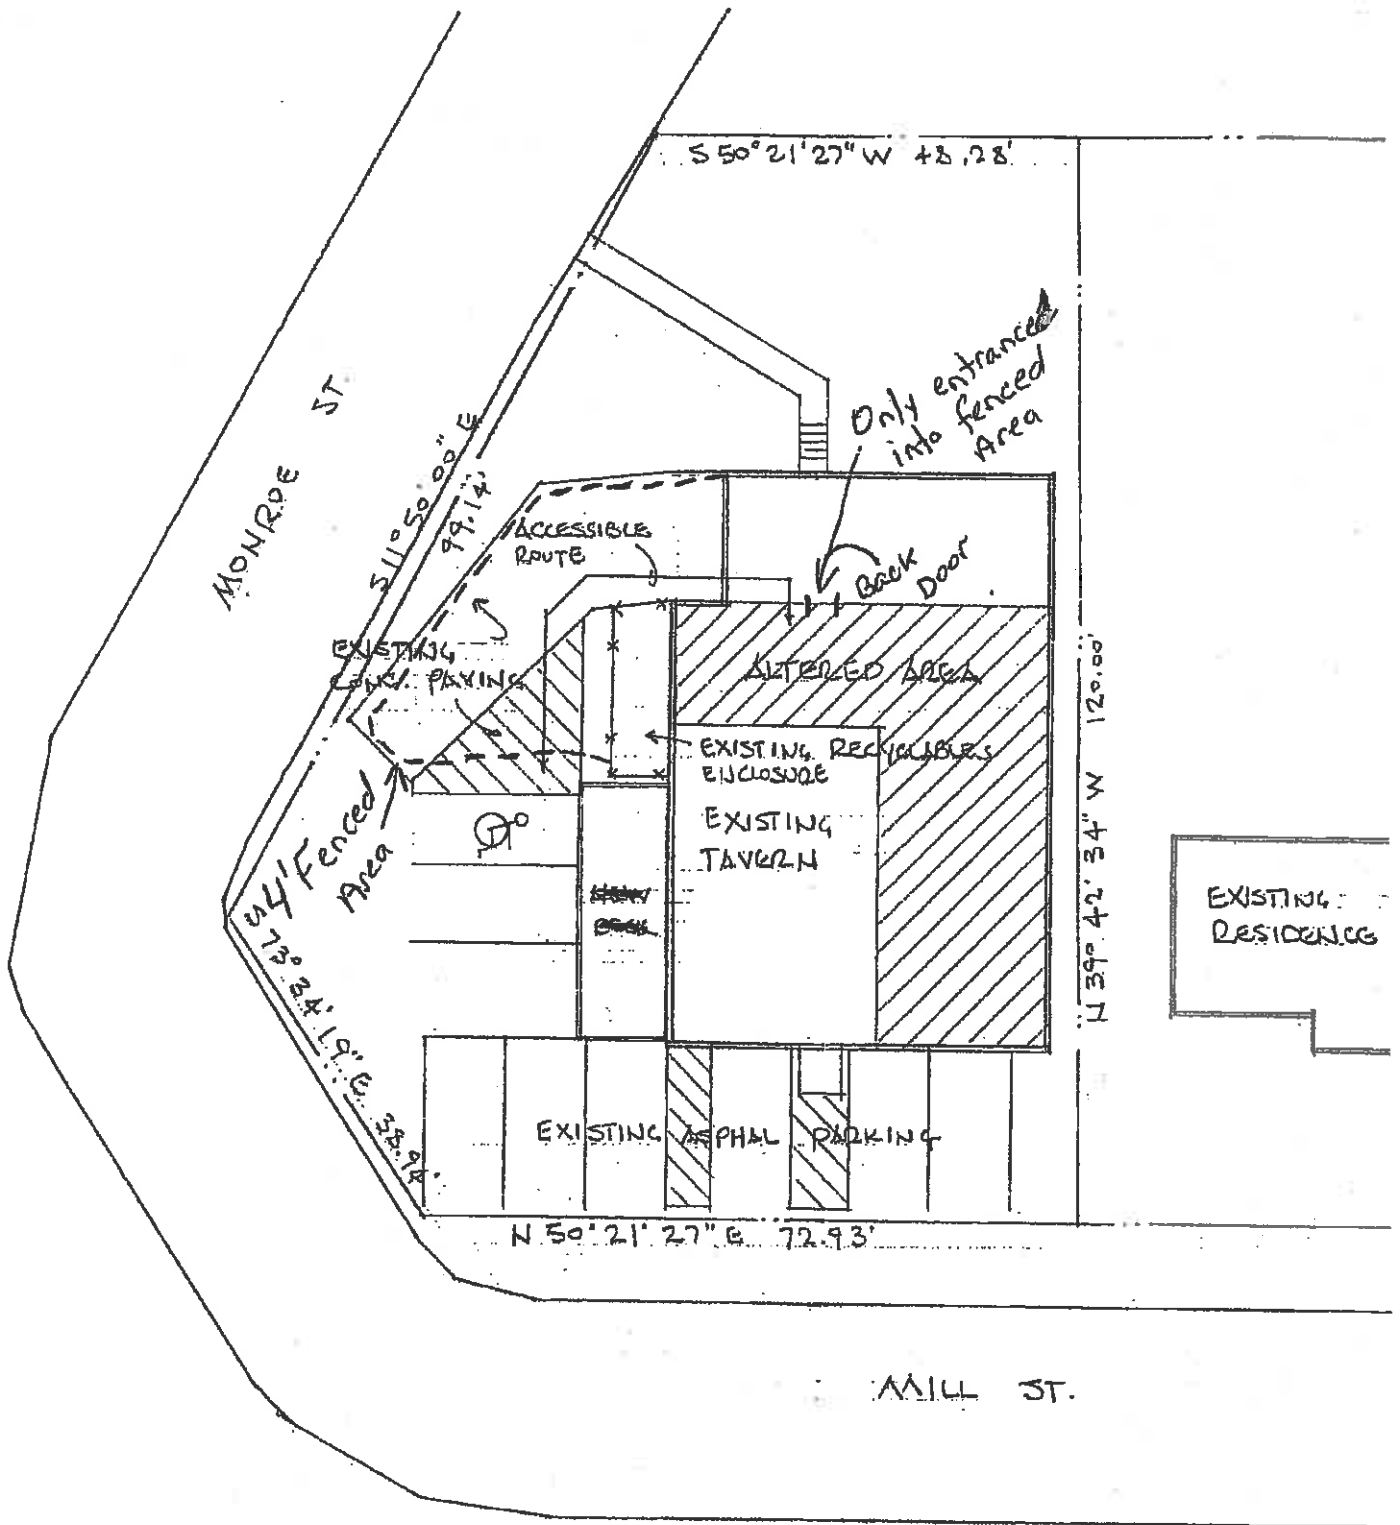 S 50° 21' 27" W 48.28'
MONROE ST
S 11° 50' 00" E
99.14'
Only entrance
into fenced
Area
ACCESSIBLE
ROUTE
Back
Door
EXISTING
CONC. PAVING
ALTERED AREA
EXISTING RECYCLABLES
ENCLOSURE
EXISTING
TAVERN
4' Fenced
Area
N 39° 42' 34" W 120.00'
EXISTING
RESIDENCE
S 73° 34' 19" E 38.98'
EXISTING ASPHAL PARKING
N 50° 21' 27" E 72.93'
MILL ST.